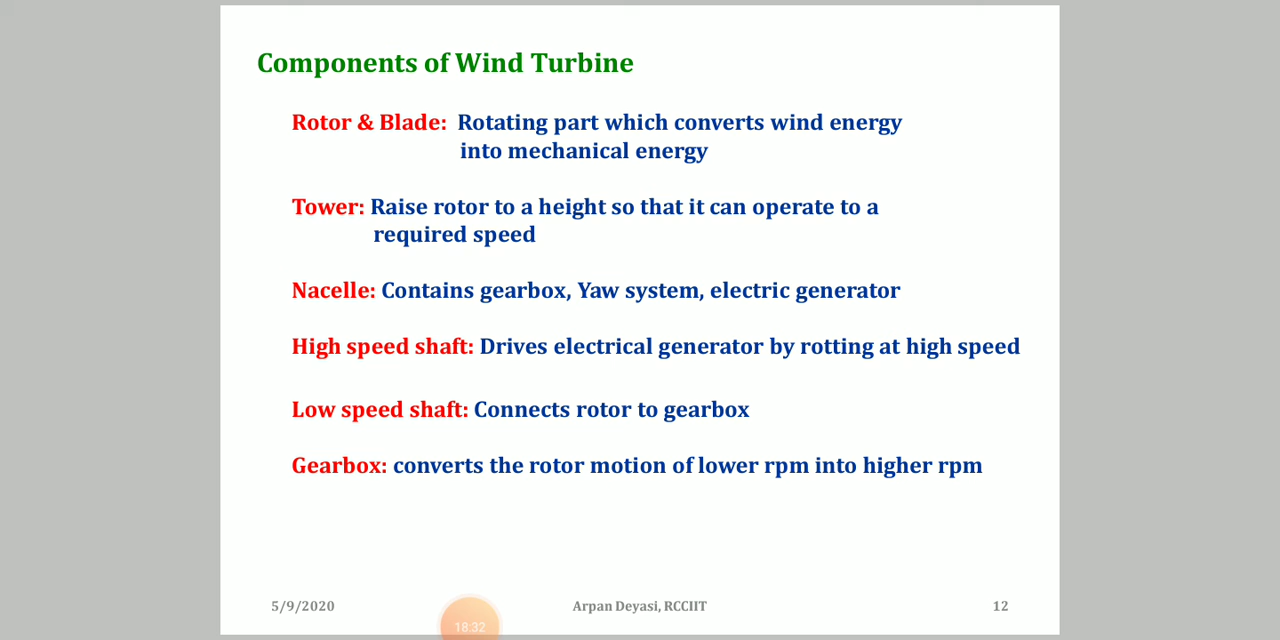 Components of Wind Turbine
Rotor & Blade: Rotating part which converts wind energy
into mechanical energy
Tower: Raise rotor to a height so that it can operate to a
required speed
Nacelle: Contains gearbox, Yaw system, electric generator
High speed shaft: Drives electrical generator by rotting at high speed
Low speed shaft: Connects rotor to gearbox
Gearbox: converts the rotor motion of lower rpm into higher rpm
5/9/2020 Arpan Deyasi, RCCIIT 12
18:32